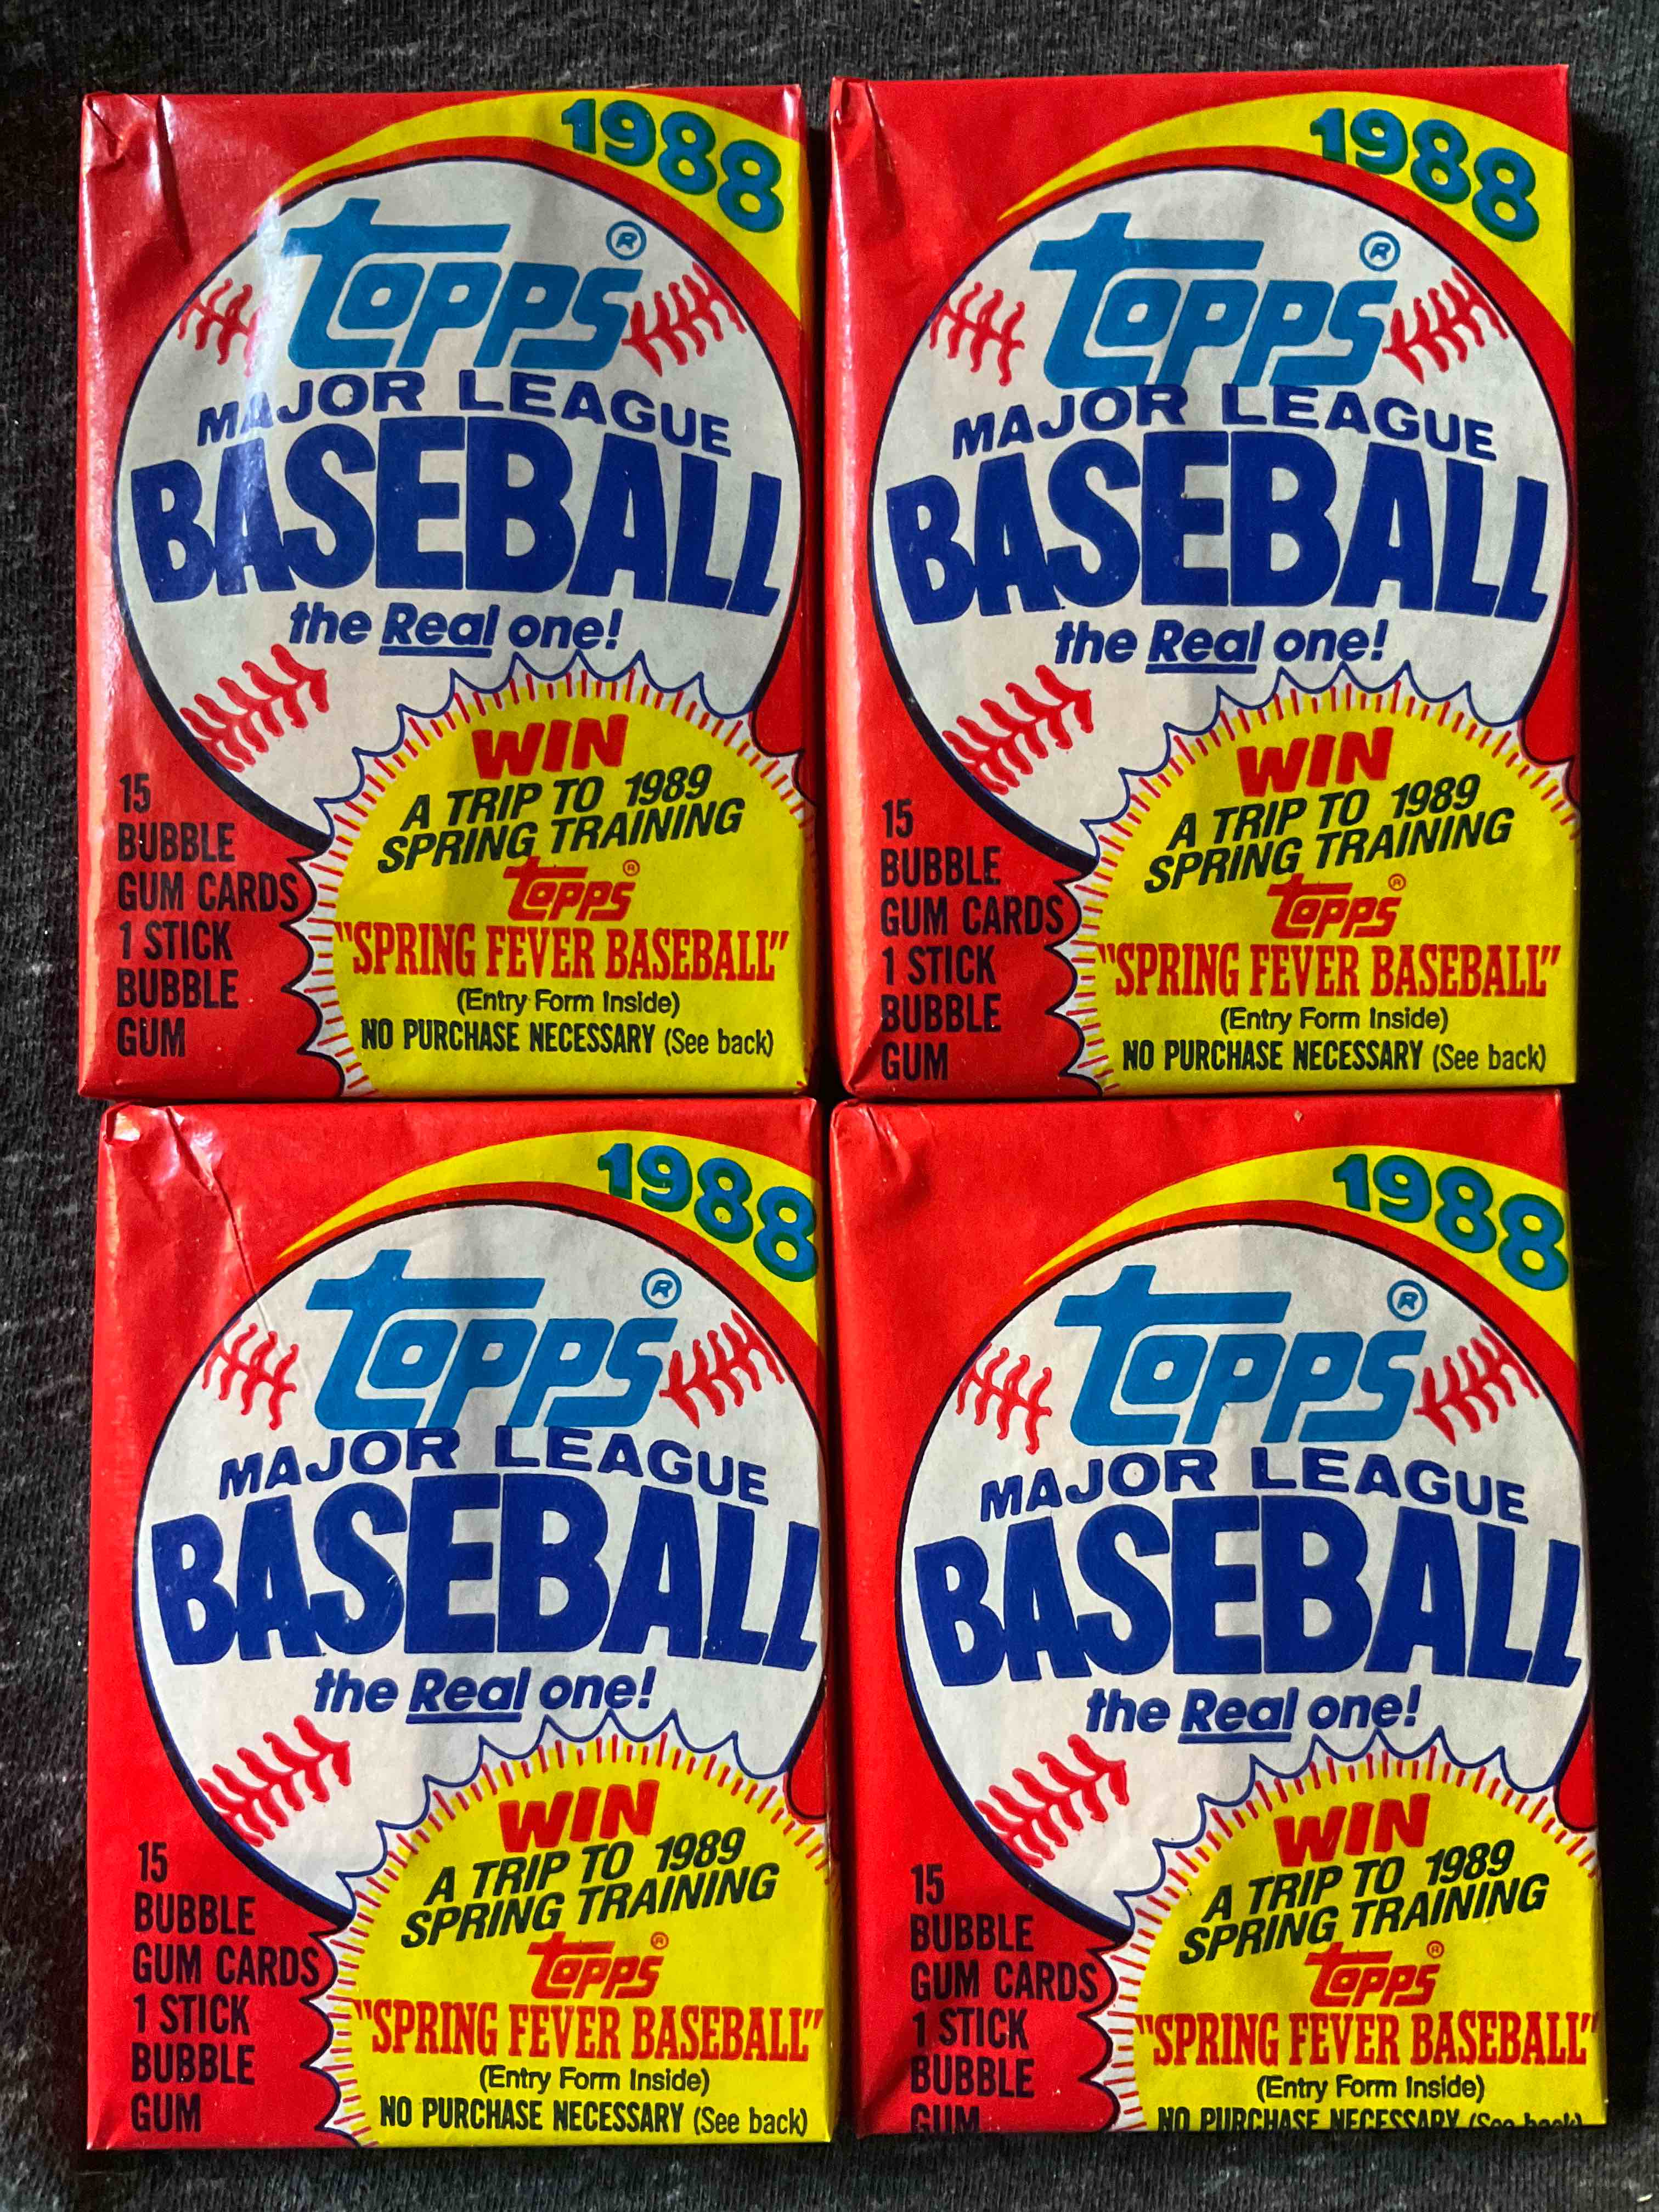 1988
Topps®
MAJOR LEAGUE
BASEBALL
the Real one!
WIN
A TRIP TO 1989
SPRING TRAINING
Topps®
"SPRING FEVER BASEBALL"
(Entry Form Inside)
NO PURCHASE NECESSARY (See back)
15
BUBBLE
GUM CARDS
1 STICK
BUBBLE
GUM
1988
Topps®
MAJOR LEAGUE
BASEBALL
the Real one!
WIN
A TRIP TO 1989
SPRING TRAINING
Topps®
"SPRING FEVER BASEBALL"
(Entry Form Inside)
NO PURCHASE NECESSARY (See back)
15
BUBBLE
GUM CARDS
1 STICK
BUBBLE
GUM
1988
Topps®
MAJOR LEAGUE
BASEBALL
the Real one!
WIN
A TRIP TO 1989
SPRING TRAINING
Topps®
"SPRING FEVER BASEBALL"
(Entry Form Inside)
NO PURCHASE NECESSARY (See back)
15
BUBBLE
GUM CARDS
1 STICK
BUBBLE
GUM
1988
Topps®
MAJOR LEAGUE
BASEBALL
the Real one!
WIN
A TRIP TO 1989
SPRING TRAINING
Topps®
"SPRING FEVER BASEBALL"
(Entry Form Inside)
NO PURCHASE NECESSARY (See back)
15
BUBBLE
GUM CARDS
1 STICK
BUBBLE
GUM